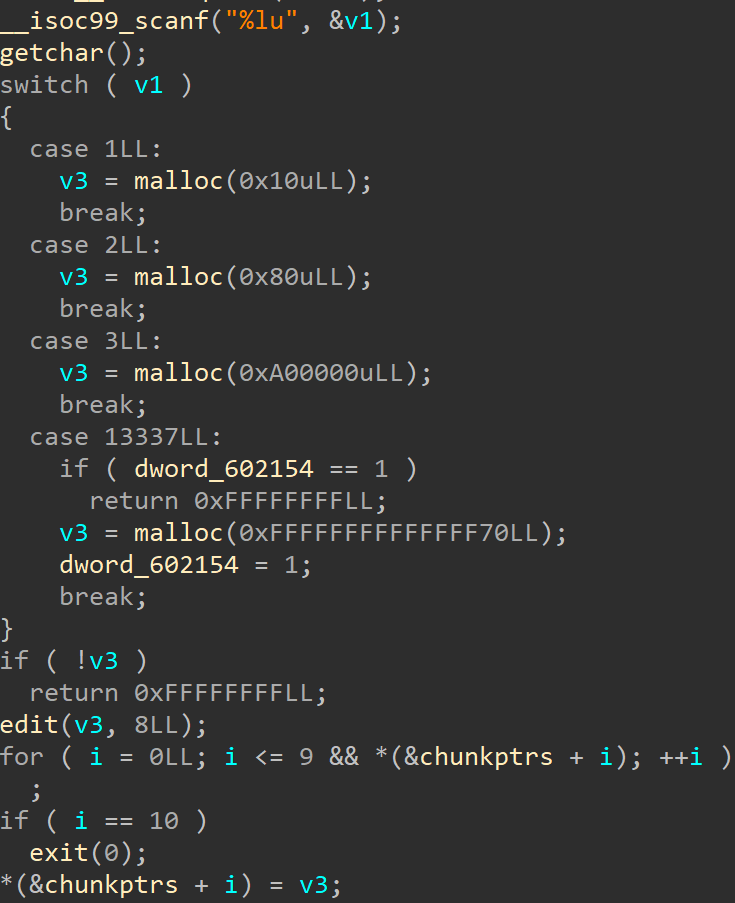 __isoc99_scanf("%lu", &v1);
getchar();
switch ( v1 )
{
  case 1LL:
    v3 = malloc(0x10uLL);
    break;
  case 2LL:
    v3 = malloc(0x80uLL);
    break;
  case 3LL:
    v3 = malloc(0xA00000uLL);
    break;
  case 13337LL:
    if ( dword_602154 == 1 )
      return 0xFFFFFFFFLL;
    v3 = malloc(0xFFFFFFFFFFFFFF70LL);
    dword_602154 = 1;
    break;
}
if ( !v3 )
  return 0xFFFFFFFFLL;
edit(v3, 8LL);
for ( i = 0LL; i <= 9 && *(&chunkptrs + i); ++i )
  ;
if ( i == 10 )
  exit(0);
*(&chunkptrs + i) = v3;